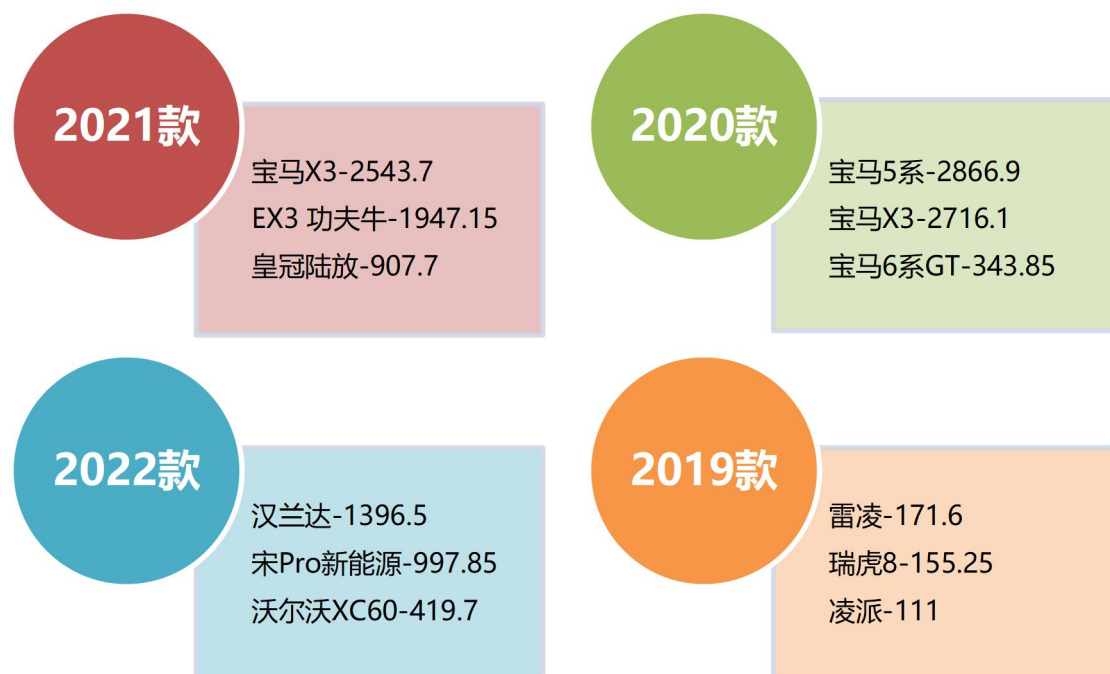 2021款
宝马X3-2543.7
EX3 功夫牛-1947.15
皇冠陆放-907.7
2020款
宝马5系-2866.9
宝马X3-2716.1
宝马6系GT-343.85
2022款
汉兰达-1396.5
宋Pro新能源-997.85
沃尔沃XC60-419.7
2019款
雷凌-171.6
瑞虎8-155.25
凌派-111